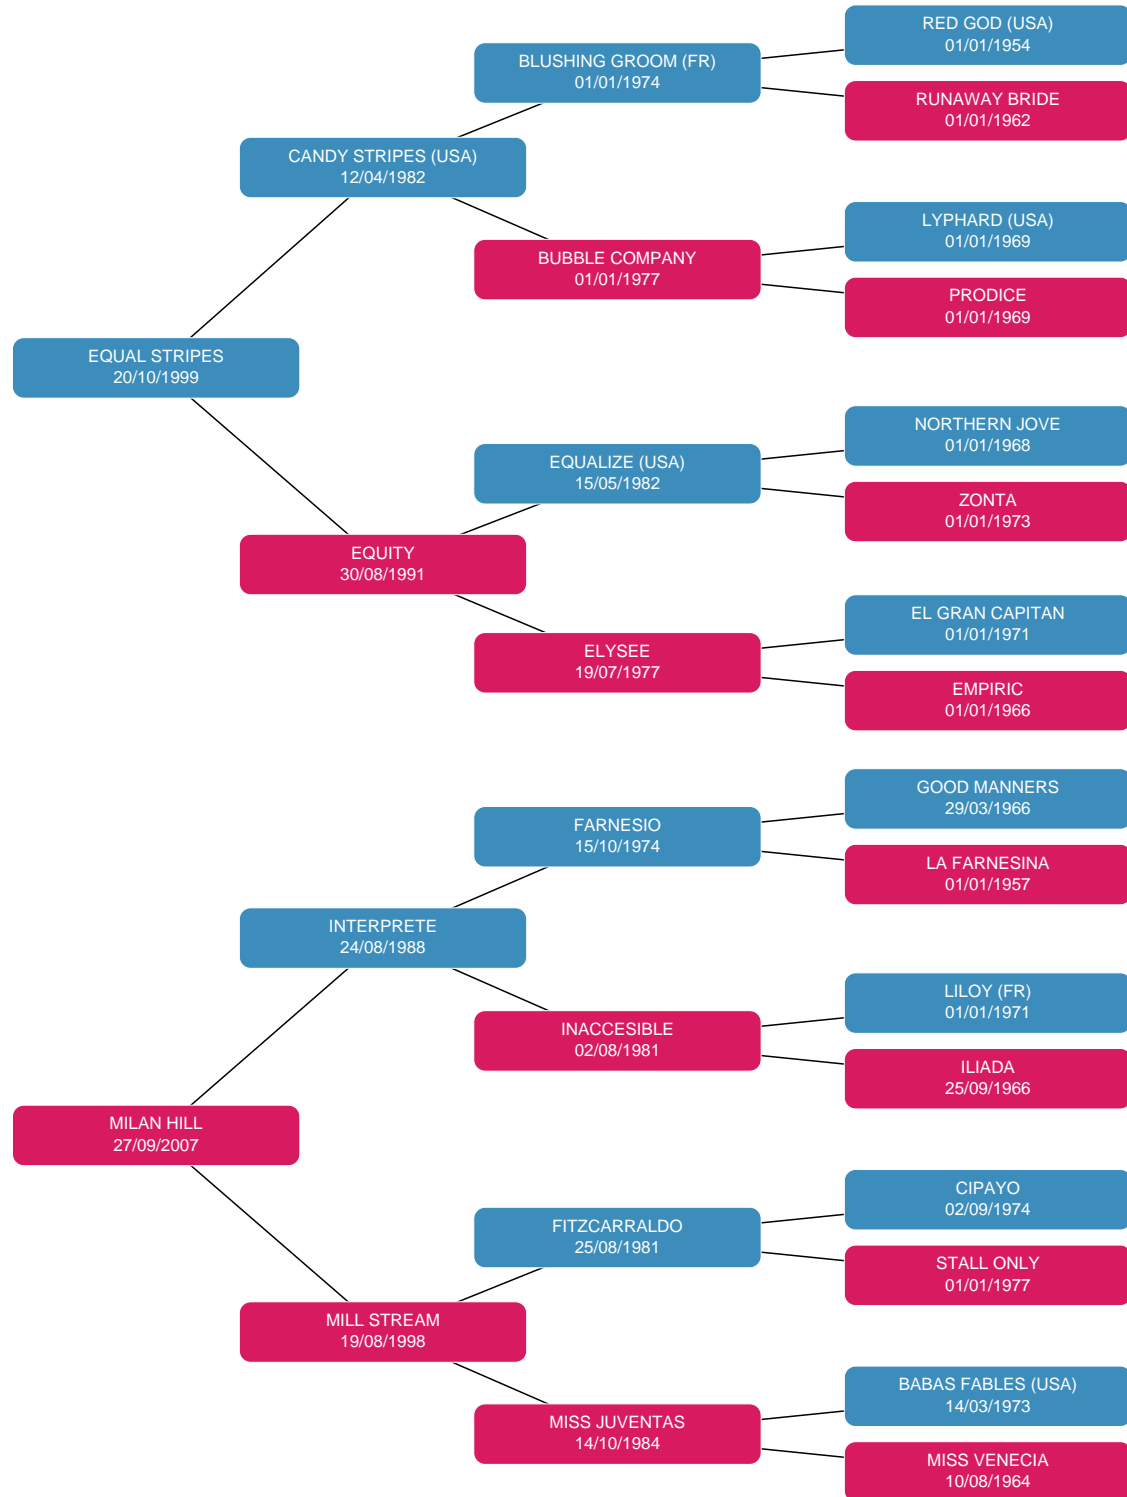 RED GOD (USA)
01/01/1954
BLUSHING GROOM (FR)
01/01/1974
RUNAWAY BRIDE
01/01/1962
CANDY STRIPES (USA)
12/04/1982
LYPHARD (USA)
01/01/1969
BUBBLE COMPANY
01/01/1977
PRODICE
01/01/1969
EQUAL STRIPES
20/10/1999
NORTHERN JOVE
01/01/1968
EQUALIZE (USA)
15/05/1982
ZONTA
01/01/1973
EQUITY
30/08/1991
EL GRAN CAPITAN
01/01/1971
ELYSEE
19/07/1977
EMPIRIC
01/01/1966
GOOD MANNERS
29/03/1966
FARNESIO
15/10/1974
LA FARNESINA
01/01/1957
INTERPRETE
24/08/1988
LILOY (FR)
01/01/1971
INACCESIBLE
02/08/1981
ILIADA
25/09/1966
MILAN HILL
27/09/2007
CIPAYO
02/09/1974
FITZCARRALDO
25/08/1981
STALL ONLY
01/01/1977
MILL STREAM
19/08/1998
BABAS FABLES (USA)
14/03/1973
MISS JUVENTAS
14/10/1984
MISS VENECIA
10/08/1964